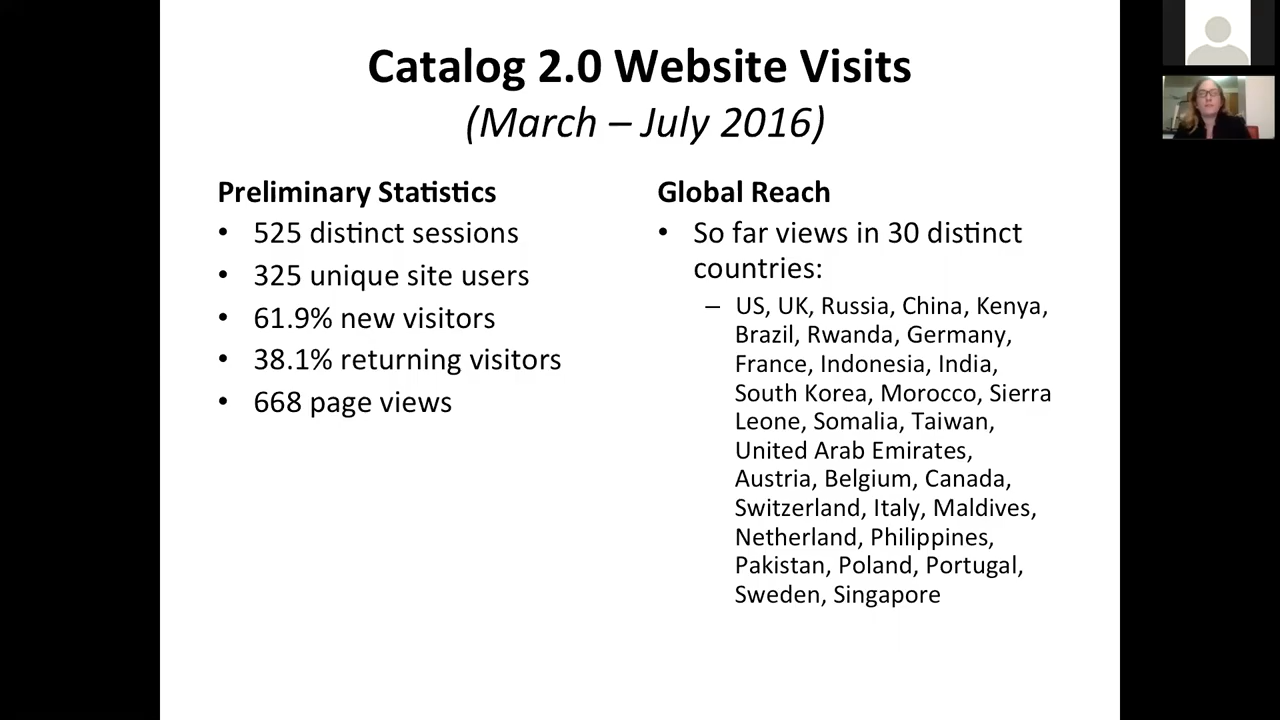 Catalog 2.0 Website Visits
(March – July 2016)
Preliminary Statistics
• 525 distinct sessions
• 325 unique site users
• 61.9% new visitors
• 38.1% returning visitors
• 668 page views
Global Reach
• So far views in 30 distinct
countries:
– US, UK, Russia, China, Kenya,
Brazil, Rwanda, Germany,
France, Indonesia, India,
South Korea, Morocco, Sierra
Leone, Somalia, Taiwan,
United Arab Emirates,
Austria, Belgium, Canada,
Switzerland, Italy, Maldives,
Netherland, Philippines,
Pakistan, Poland, Portugal,
Sweden, Singapore